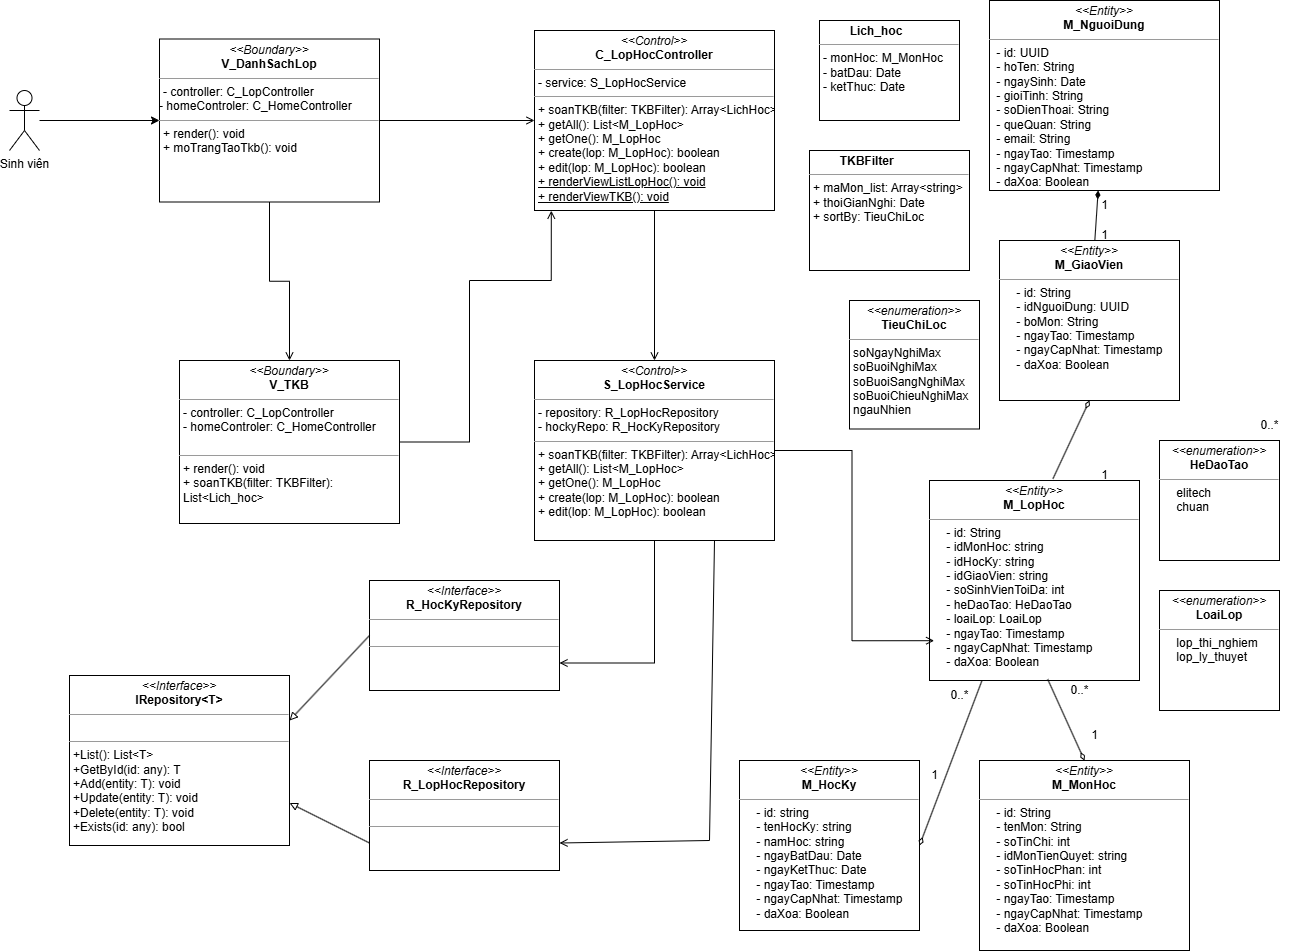 Sinh viên
<<Boundary>>
V_DanhSachLop
- controller: C_LopController
- homeControler: C_HomeController
+ render(): void
+ moTrangTaoTkb(): void
<<Control>>
C_LopHocController
- service: S_LopHocService
+ soanTKB(filter: TKBFilter): Array<LichHoc>
+ getAll(): List<M_LopHoc>
+ getOne(): M_LopHoc
+ create(lop: M_LopHoc): boolean
+ edit(lop: M_LopHoc): boolean
+ renderViewListLopHoc(): void
+ renderViewTKB(): void
Lich_hoc
- monHoc: M_MonHoc
- batDau: Date
- ketThuc: Date
TKBFilter
+ maMon_list: Array<string>
+ thoiGianNghi: Date
+ sortBy: TieuChiLoc
<<Entity>>
M_NguoiDung
- id: UUID
- hoTen: String
- ngaySinh: Date
- gioiTinh: String
- soDienThoai: String
- queQuan: String
- email: String
- ngayTao: Timestamp
- ngayCapNhat: Timestamp
- daXoa: Boolean
1
1
<<Entity>>
M_GiaoVien
- id: String
- idNguoiDung: UUID
- boMon: String
- ngayTao: Timestamp
- ngayCapNhat: Timestamp
- daXoa: Boolean
<<enumeration>>
TieuChiLoc
soNgayNghiMax
soBuoiNghiMax
soBuoiSangNghiMax
soBuoiChieuNghiMax
ngauNhien
<<Boundary>>
V_TKB
- controller: C_LopController
- homeControler: C_HomeController
+ render(): void
+ soanTKB(filter: TKBFilter):
List<Lich_hoc>
<<Control>>
S_LopHocService
- repository: R_LopHocRepository
- hockyRepo: R_HocKyRepository
+ soanTKB(filter: TKBFilter): Array<LichHoc>
+ getAll(): List<M_LopHoc>
+ getOne(): M_LopHoc
+ create(lop: M_LopHoc): boolean
+ edit(lop: M_LopHoc): boolean
0..*
1
<<enumeration>>
HeDaoTao
elitech
chuan
<<Entity>>
M_LopHoc
- id: String
- idMonHoc: string
- idHocKy: string
- idGiaoVien: string
- soSinhVienToiDa: int
- heDaoTao: HeDaoTao
- loaiLop: LoaiLop
- ngayTao: Timestamp
- ngayCapNhat: Timestamp
- daXoa: Boolean
<<enumeration>>
LoaiLop
lop_thi_nghiem
lop_ly_thuyet
<<Interface>>
R_HocKyRepository
<<Interface>>
IRepository<T>
+List(): List<T>
+GetById(id: any): T
+Add(entity: T): void
+Update(entity: T): void
+Delete(entity: T): void
+Exists(id: any): bool
<<Interface>>
R_LopHocRepository
0..*
0..*
1
1
<<Entity>>
M_HocKy
- id: string
- tenHocKy: string
- namHoc: string
- ngayBatDau: Date
- ngayKetThuc: Date
- ngayTao: Timestamp
- ngayCapNhat: Timestamp
- daXoa: Boolean
<<Entity>>
M_MonHoc
- id: String
- tenMon: String
- soTinChi: int
- idMonTienQuyet: string
- soTinHocPhan: int
- soTinHocPhi: int
- ngayTao: Timestamp
- ngayCapNhat: Timestamp
- daXoa: Boolean